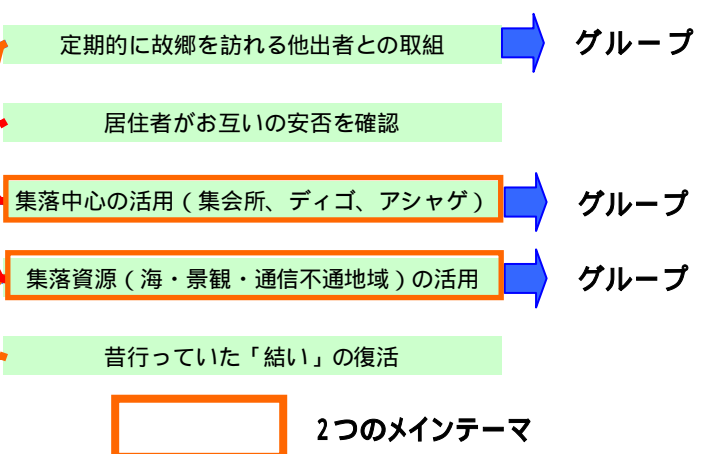 定期的に故郷を訪れる他出者との取組
グループ
居住者がお互いの安否を確認
集落中心の活用(集会所、ディゴ、アシャゲ)
グループ
集落資源(海・景観・通信不通地域)の活用
グループ
昔行っていた「結い」の復活
2つのメインテーマ